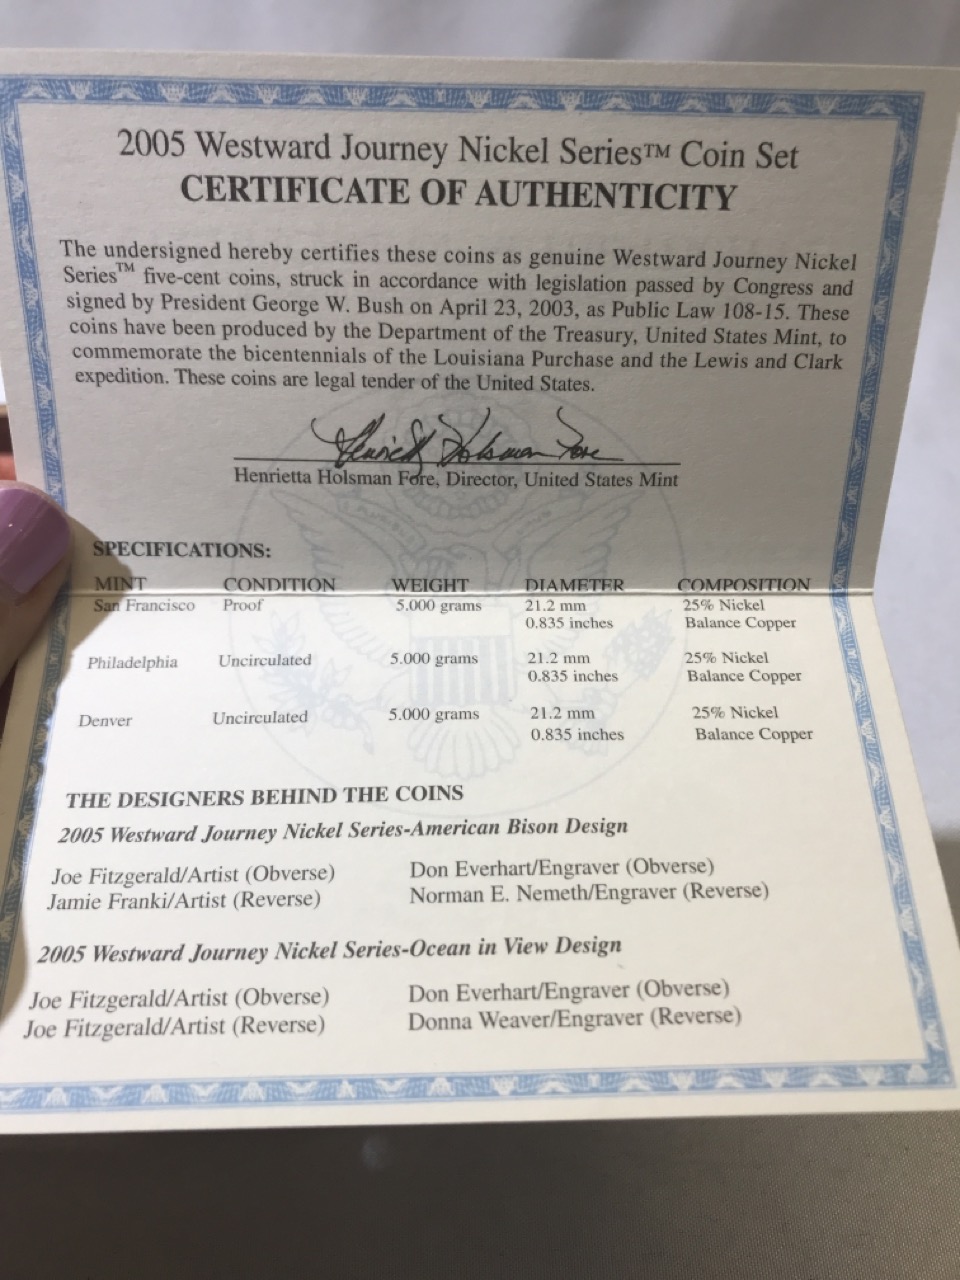 2005 Westward Journey Nickel Series™ Coin Set
CERTIFICATE OF AUTHENTICITY
The undersigned hereby certifies these coins as genuine Westward Journey Nickel
Series™ five-cent coins, struck in accordance with legislation passed by Congress and
signed by President George W. Bush on April 23, 2003, as Public Law 108-15. These
coins have been produced by the Department of the Treasury, United States Mint, to
commemorate the bicentennials of the Louisiana Purchase and the Lewis and Clark
expedition. These coins are legal tender of the United States.
Henrietta Holsman Fore
Henrietta Holsman Fore, Director, United States Mint
SPECIFICATIONS:
MINT CONDITION WEIGHT DIAMETER COMPOSITION
San Francisco Proof 5.000 grams 21.2 mm 25% Nickel
0.835 inches Balance Copper
Philadelphia Uncirculated 5.000 grams 21.2 mm 25% Nickel
0.835 inches Balance Copper
Denver Uncirculated 5.000 grams 21.2 mm 25% Nickel
0.835 inches Balance Copper
THE DESIGNERS BEHIND THE COINS
2005 Westward Journey Nickel Series-American Bison Design
Joe Fitzgerald/Artist (Obverse) Don Everhart/Engraver (Obverse)
Jamie Franki/Artist (Reverse) Norman E. Nemeth/Engraver (Reverse)
2005 Westward Journey Nickel Series-Ocean in View Design
Joe Fitzgerald/Artist (Obverse) Don Everhart/Engraver (Obverse)
Joe Fitzgerald/Artist (Reverse) Donna Weaver/Engraver (Reverse)